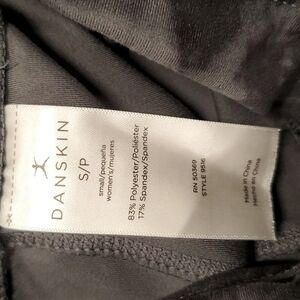 DANSKIN
S/P
small/pequeña
women's/mujeres
83% Polyester/Poliéster
17% Spandex/Spandex
RN 50369
STYLE 9516
Made in China
Hecho en China